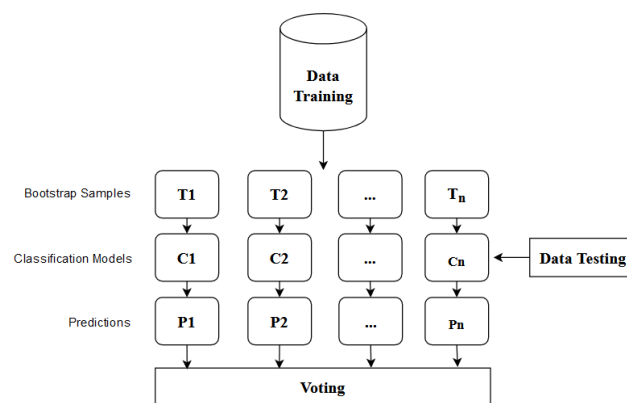 Data
Training
Bootstrap Samples T1 T2 ... Tn
Classification Models C1 C2 ... Cn Data Testing
Predictions P1 P2 ... Pn
Voting